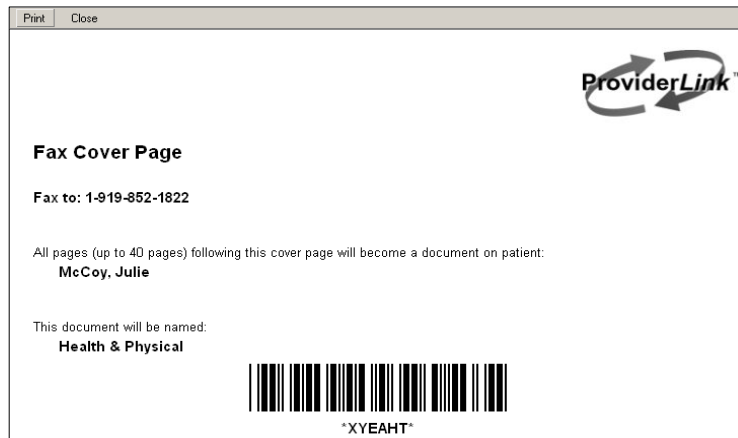 Print Close
ProviderLink™
Fax Cover Page
Fax to: 1-919-852-1822
All pages (up to 40 pages) following this cover page will become a document on patient:
McCoy, Julie
This document will be named:
Health & Physical
*XYEAHT*